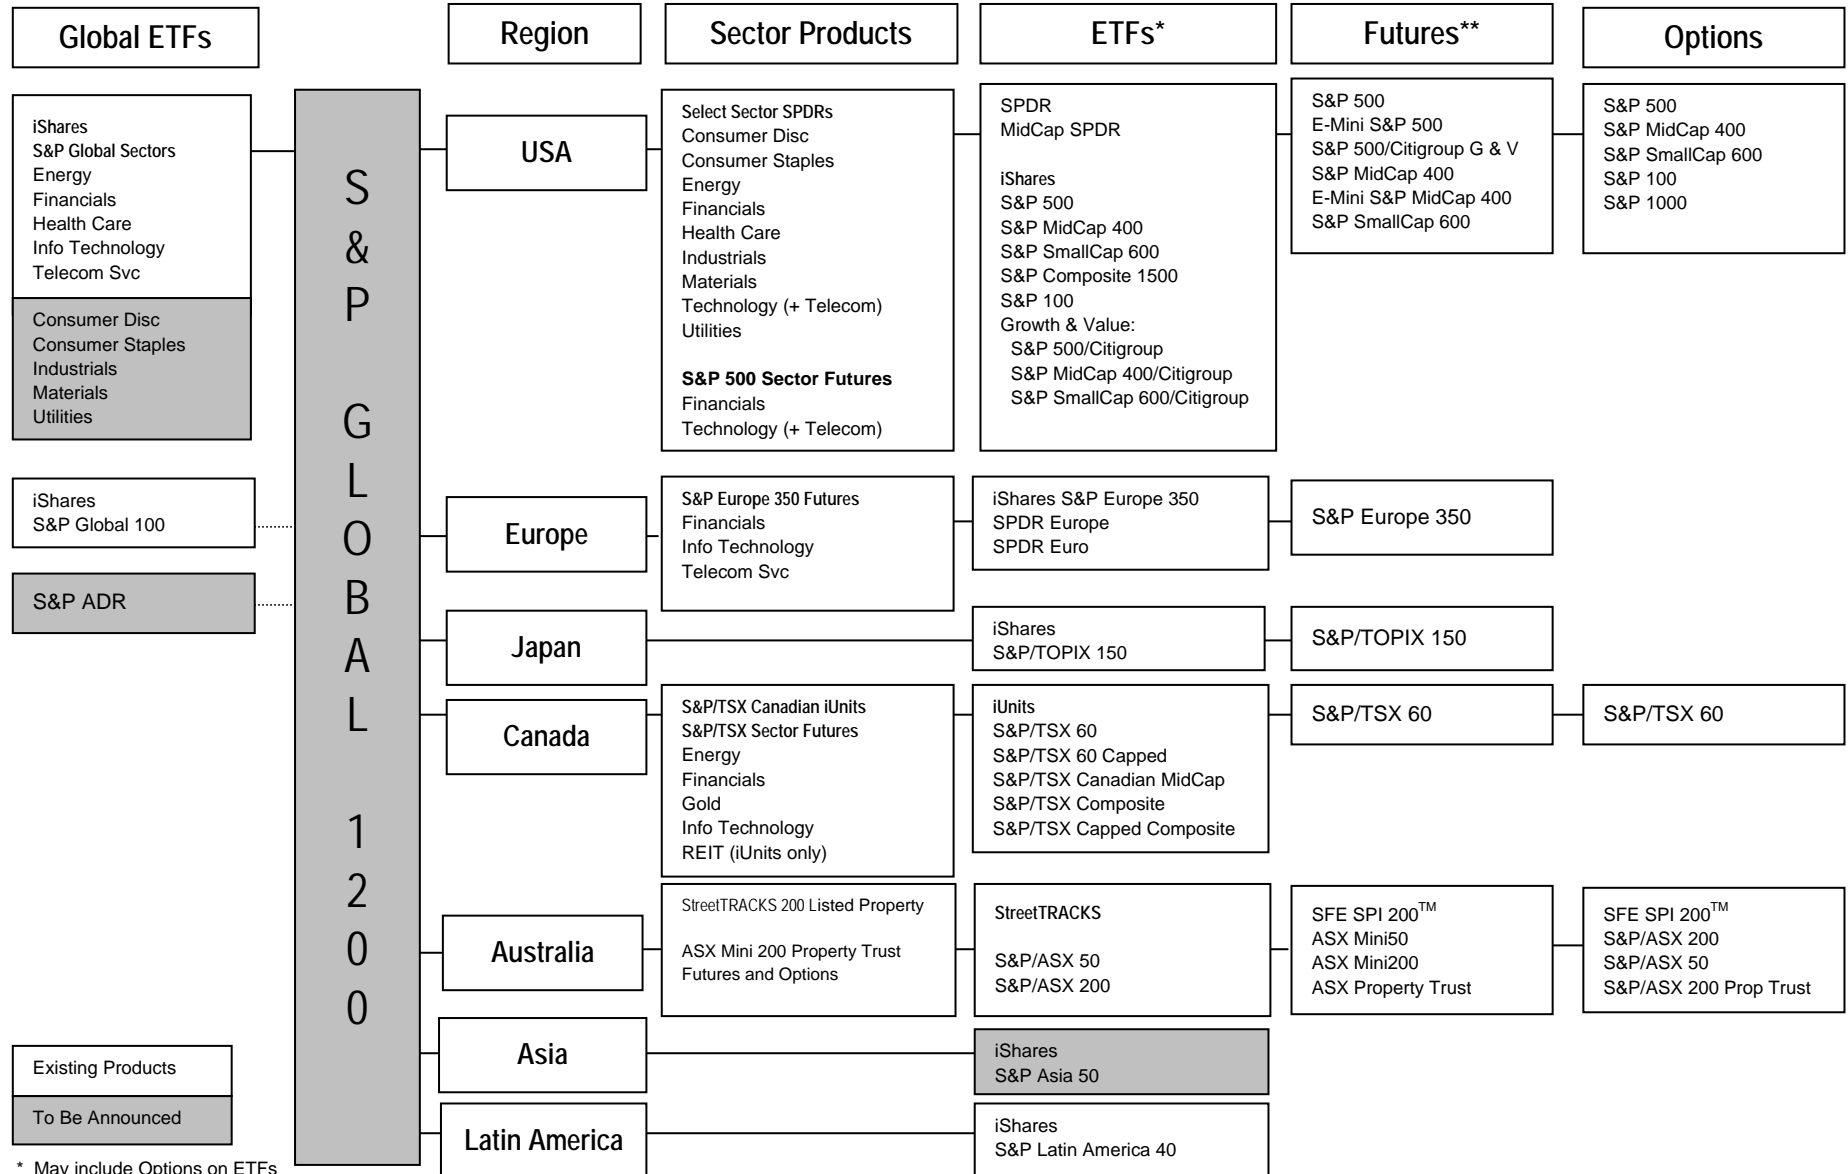 Global ETFs
Region
Sector Products
ETFs*
Futures**
Options
iShares
S&P Global Sectors
Energy
Financials
Health Care
Info Technology
Telecom Svc
Consumer Disc
Consumer Staples
Industrials
Materials
Utilities
iShares
S&P Global 100
S&P ADR
S&P GLOBAL 1200
USA
Select Sector SPDRs
Consumer Disc
Consumer Staples
Energy
Financials
Health Care
Industrials
Materials
Technology (+ Telecom)
Utilities
S&P 500 Sector Futures
Financials
Technology (+ Telecom)
SPDR
MidCap SPDR
iShares
S&P 500
S&P MidCap 400
S&P SmallCap 600
S&P Composite 1500
S&P 100
Growth & Value:
S&P 500/Citigroup
S&P MidCap 400/Citigroup
S&P SmallCap 600/Citigroup
S&P 500
E-Mini S&P 500
S&P 500/Citigroup G & V
S&P MidCap 400
E-Mini S&P MidCap 400
S&P SmallCap 600
S&P 500
S&P MidCap 400
S&P SmallCap 600
S&P 100
S&P 1000
Europe
S&P Europe 350 Futures
Financials
Info Technology
Telecom Svc
iShares S&P Europe 350
SPDR Europe
SPDR Euro
S&P Europe 350
Japan
iShares
S&P/TOPIX 150
S&P/TOPIX 150
Canada
S&P/TSX Canadian iUnits
S&P/TSX Sector Futures
Energy
Financials
Gold
Info Technology
REIT (iUnits only)
iUnits
S&P/TSX 60
S&P/TSX 60 Capped
S&P/TSX Canadian MidCap
S&P/TSX Composite
S&P/TSX Capped Composite
S&P/TSX 60
S&P/TSX 60
Australia
StreetTRACKS 200 Listed Property
ASX Mini 200 Property Trust
Futures and Options
StreetTRACKS
S&P/ASX 50
S&P/ASX 200
SFE SPI 200TM
ASX Mini50
ASX Mini200
ASX Property Trust
SFE SPI 200TM
S&P/ASX 200
S&P/ASX 50
S&P/ASX 200 Prop Trust
Asia
iShares
S&P Asia 50
Latin America
iShares
S&P Latin America 40
Existing Products
To Be Announced
* May include Options on ETFs